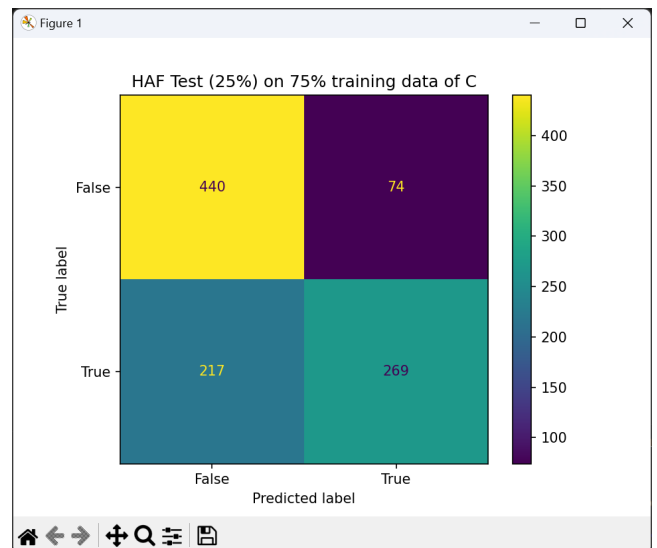 Figure 1
HAF Test (25%) on 75% training data of C
False
440
74
True
217
269
False
True
True label
Predicted label
400
350
300
250
200
150
100